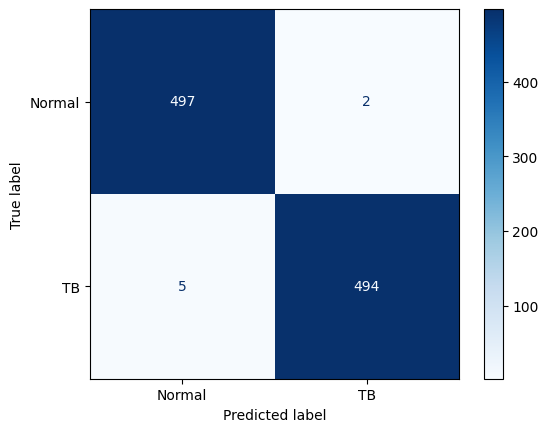 Normal
TB
True label
497
2
5
494
Normal
TB
Predicted label
400
300
200
100